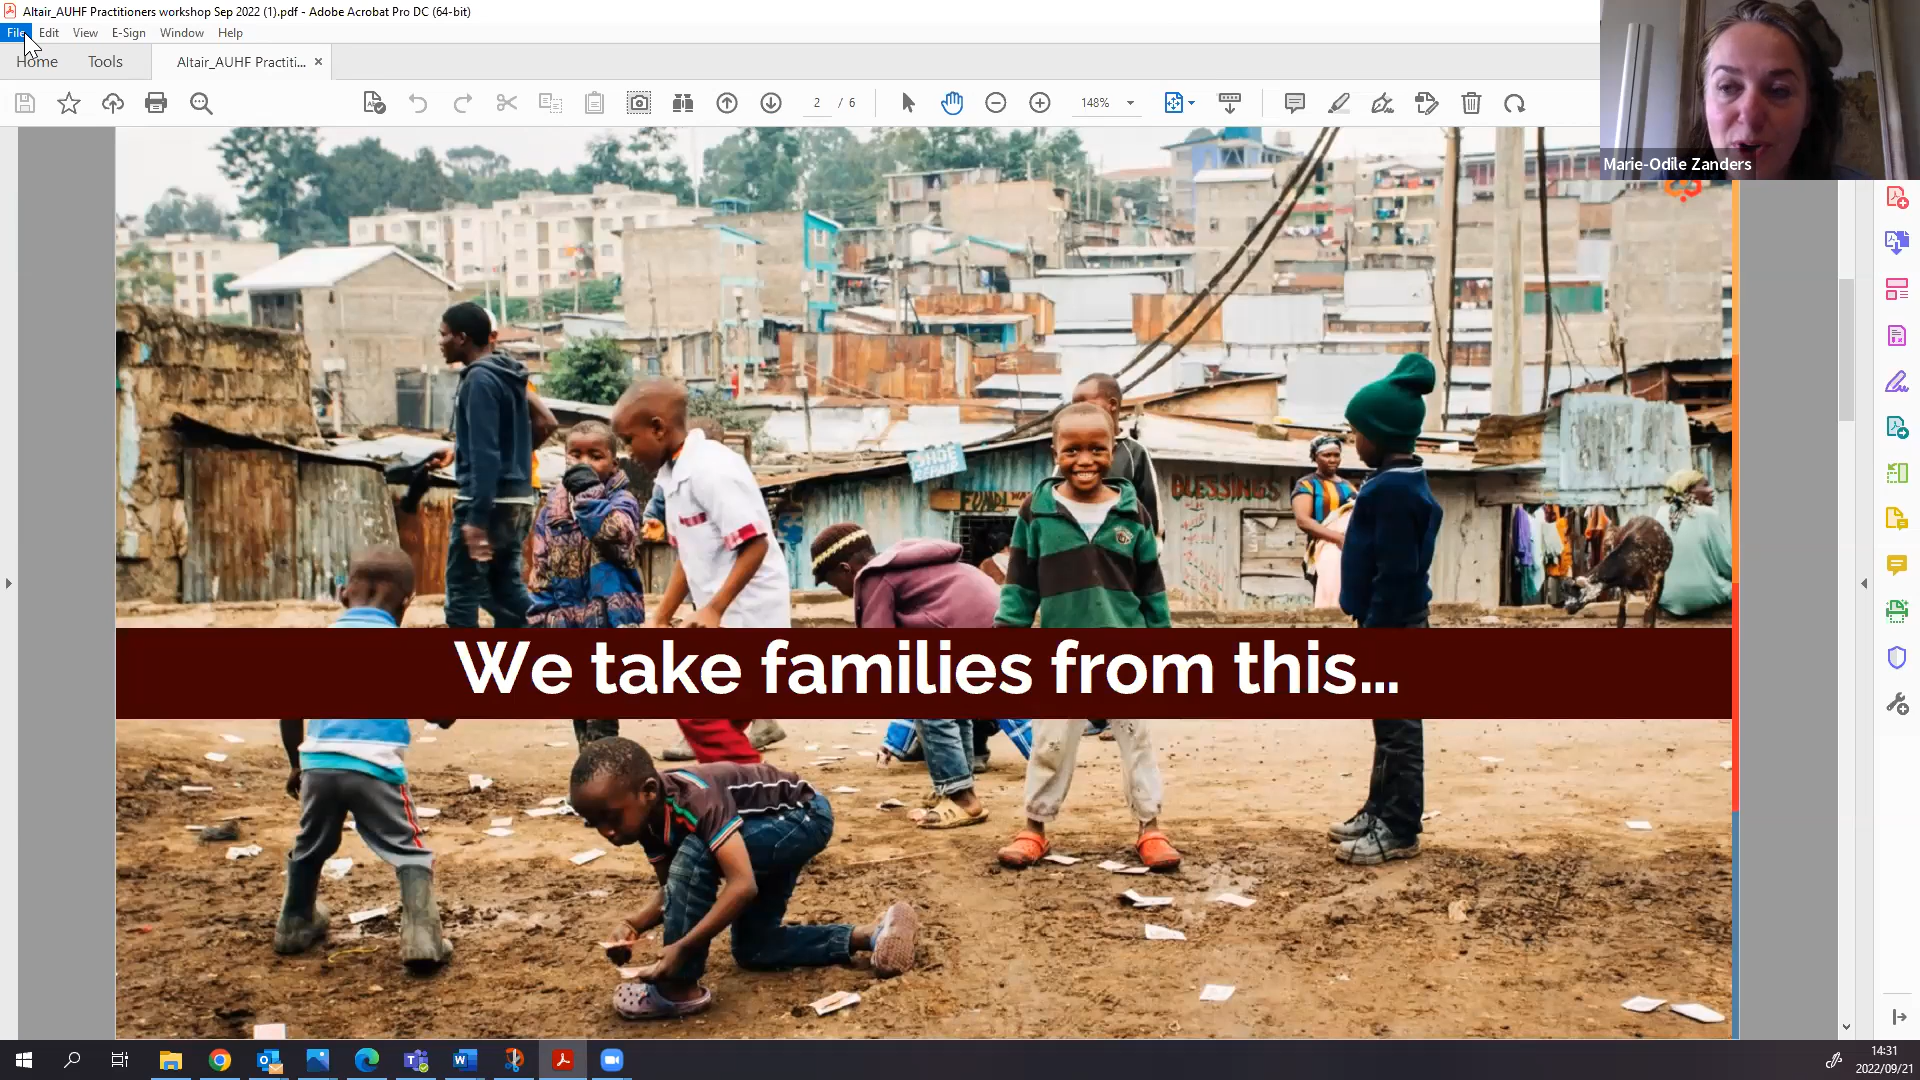 Altair_AUHF Practitioners workshop Sep 2022 (1).pdf - Adobe Acrobat Pro DC (64-bit)
File Edit View E-Sign Window Help
Home Tools Altair_AUHF Practiti...
2 / 6 148%
Marie-Odile Zanders
SHOE
REPAIR
FUNDI
BLESSINGS
We take families from this...
14:31
2022/09/21